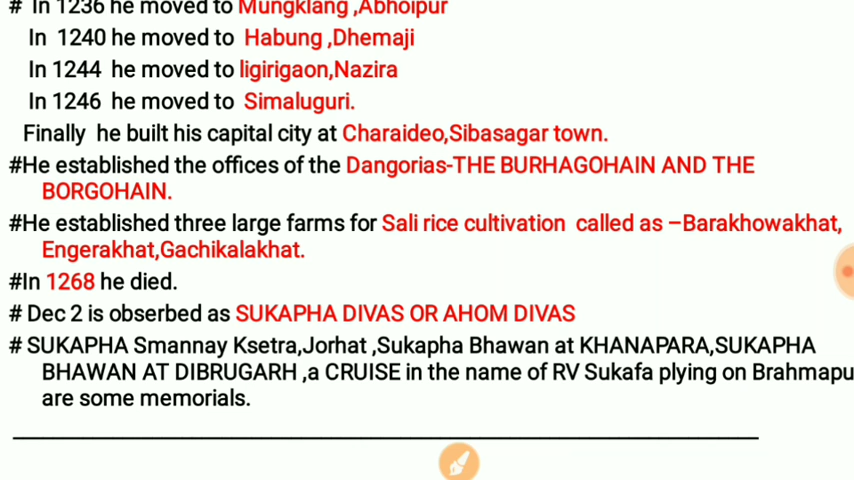 # In 1236 he moved to Mungklang ,Abhoipur
In 1240 he moved to Habung ,Dhemaji
In 1244 he moved to ligirigaon,Nazira
In 1246 he moved to Simaluguri.
Finally he built his capital city at Charaideo,Sibasagar town.
#He established the offices of the Dangorias-THE BURHAGOHAIN AND THE
BORGOHAIN.
#He established three large farms for Sali rice cultivation called as –Barakhowakhat,
Engerakhat,Gachikalakhat.
#In 1268 he died.
# Dec 2 is obserbed as SUKAPHA DIVAS OR AHOM DIVAS
# SUKAPHA Smannay Ksetra,Jorhat ,Sukapha Bhawan at KHANAPARA,SUKAPHA
BHAWAN AT DIBRUGARH ,a CRUISE in the name of RV Sukafa plying on Brahmapu
are some memorials.